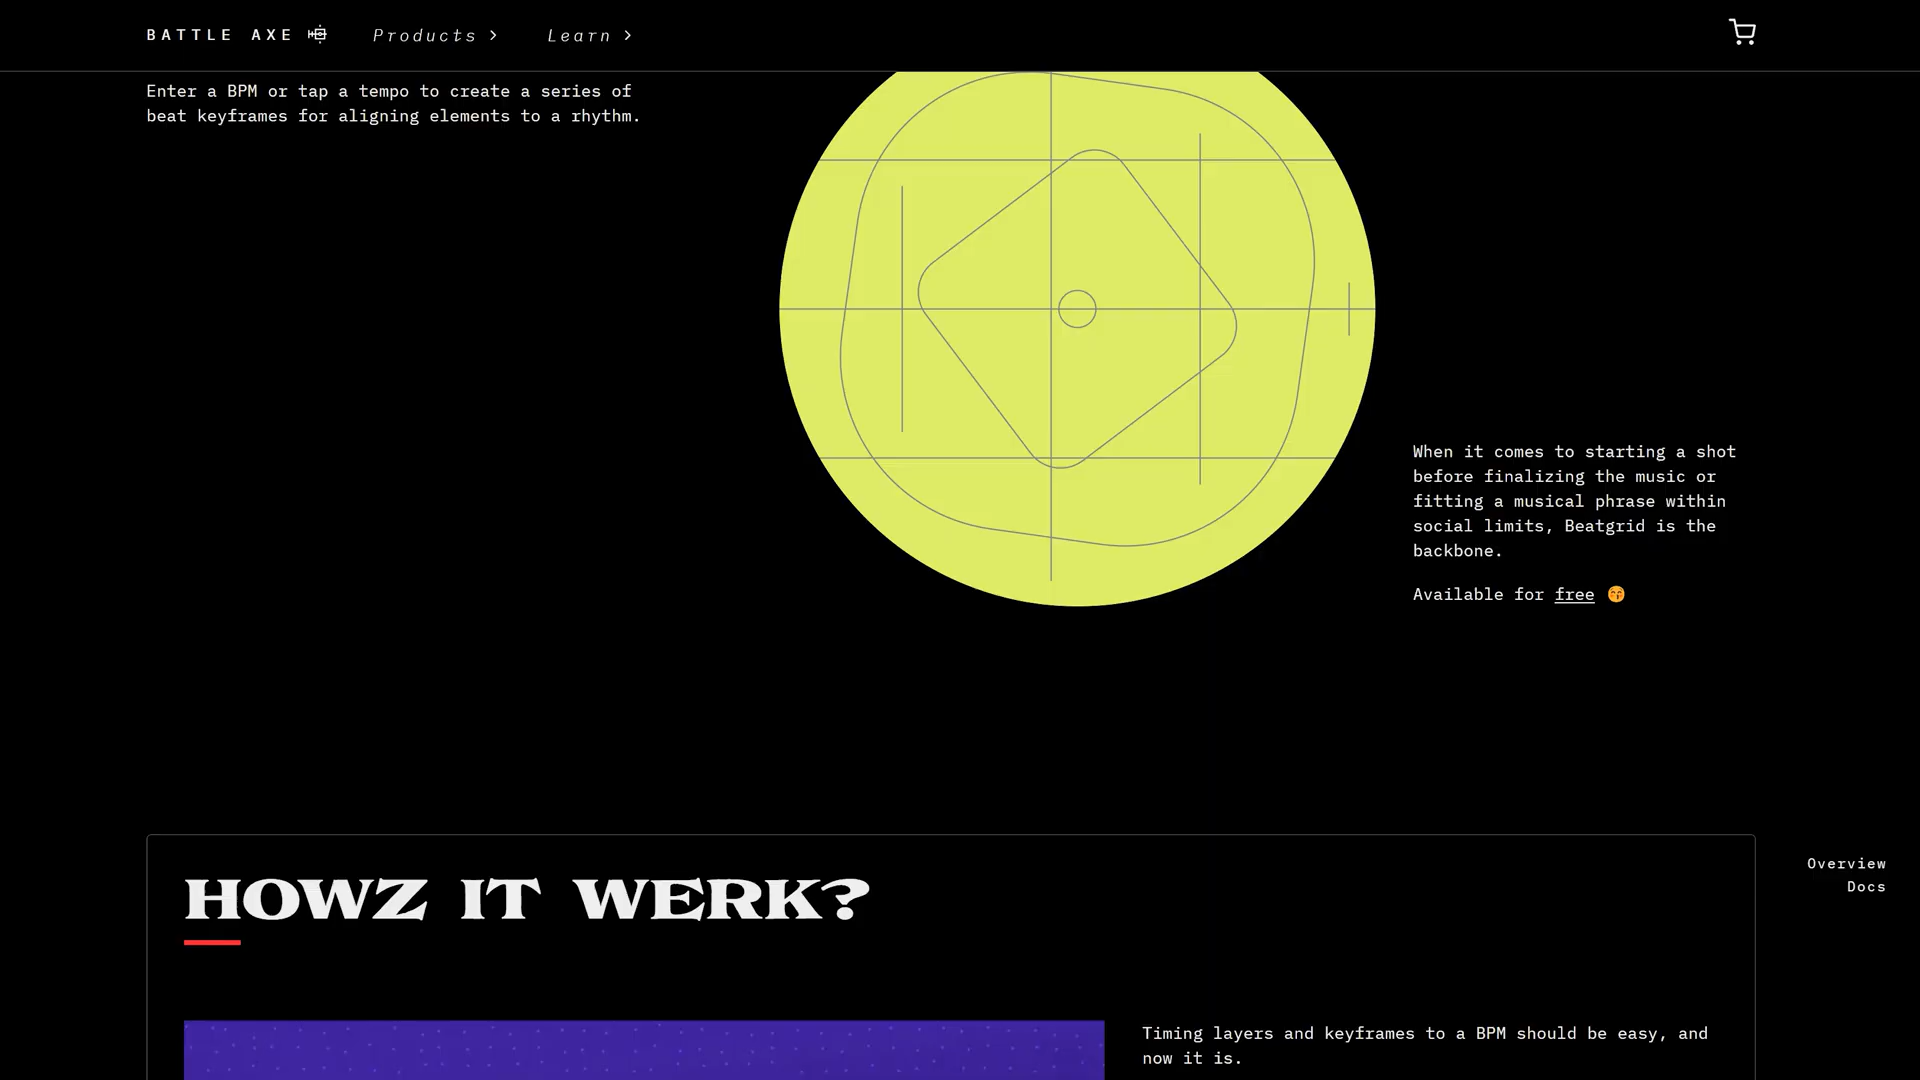 BATTLE AXE Products Learn
Enter a BPM or tap a tempo to create a series of
beat keyframes for aligning elements to a rhythm.
When it comes to starting a shot
before finalizing the music or
fitting a musical phrase within
social limits, Beatgrid is the
backbone.
Available for free
HOWZ IT WERK?
Overview
Docs
Timing layers and keyframes to a BPM should be easy, and
now it is.